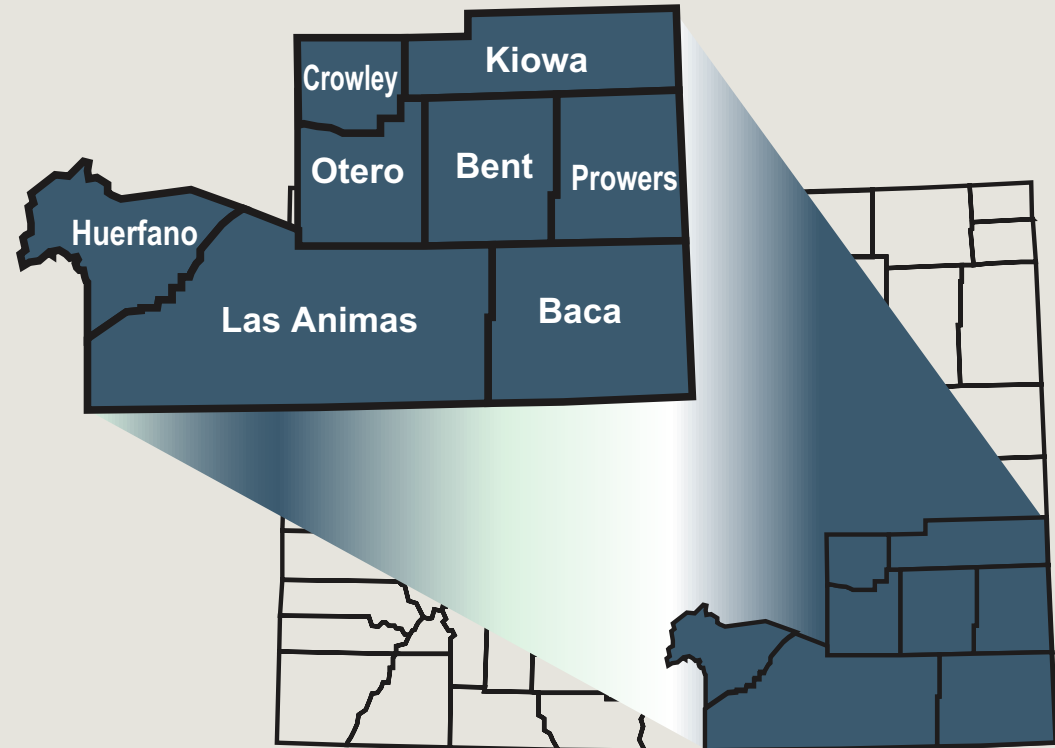 Kiowa
Crowley
Otero
Bent
Prowers
Huerfano
Las Animas
Baca